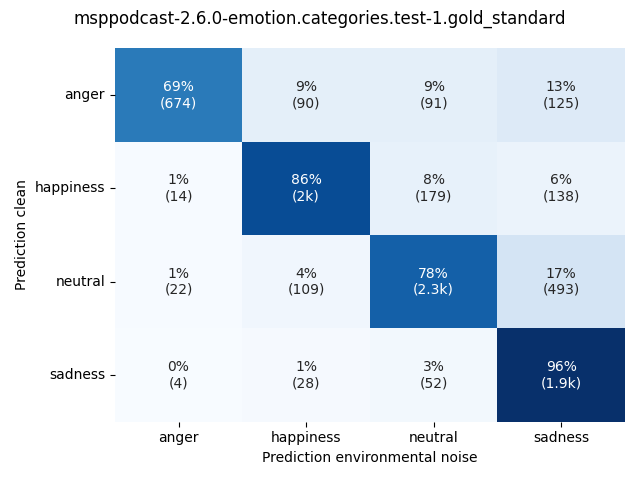 msppodcast-2.6.0-emotion.categories.test-1.gold_standard
Prediction clean
anger
69% 9% 9% 13%
(674) (90) (91) (125)
happiness
1% 86% 8% 6%
(14) (2k) (179) (138)
neutral
1% 4% 78% 17%
(22) (109) (2.3k) (493)
sadness
0% 1% 3% 96%
(4) (28) (52) (1.9k)
anger happiness neutral sadness
Prediction environmental noise